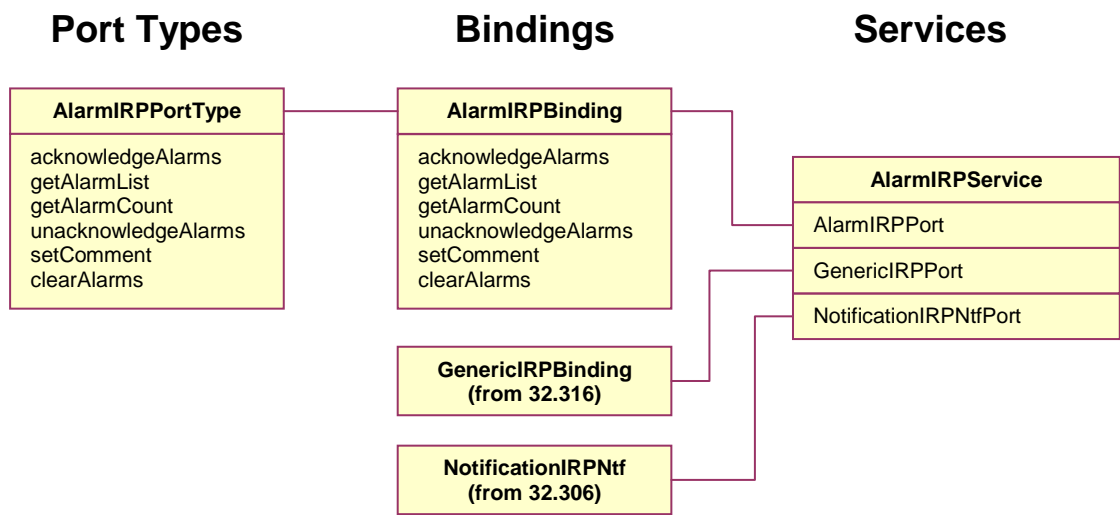 Port Types
Bindings
Services
AlarmIRPPortType
acknowledgeAlarms
getAlarmList
getAlarmCount
unacknowledgeAlarms
setComment
clearAlarms
AlarmIRPBinding
acknowledgeAlarms
getAlarmList
getAlarmCount
unacknowledgeAlarms
setComment
clearAlarms
GenericIRPBinding
(from 32.316)
NotificationIRPNtf
(from 32.306)
AlarmIRPService
AlarmIRPPort
GenericIRPPort
NotificationIRPNtfPort